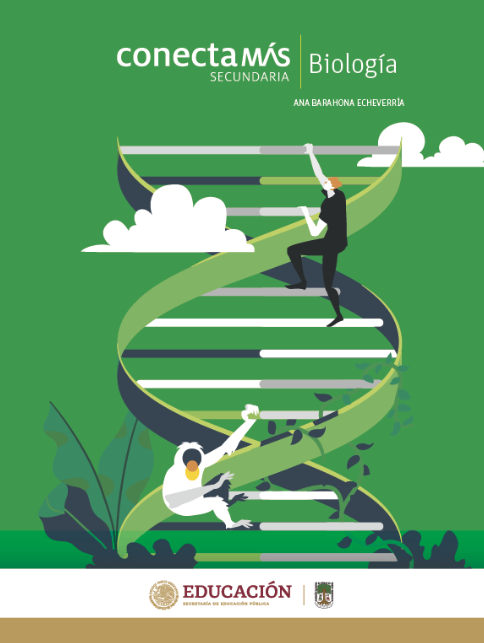 conectamás
SECUNDARIA
Biología
ANA BARAHONA ECHEVERRÍA
EDUCACIÓN
SECRETARÍA DE EDUCACIÓN PÚBLICA